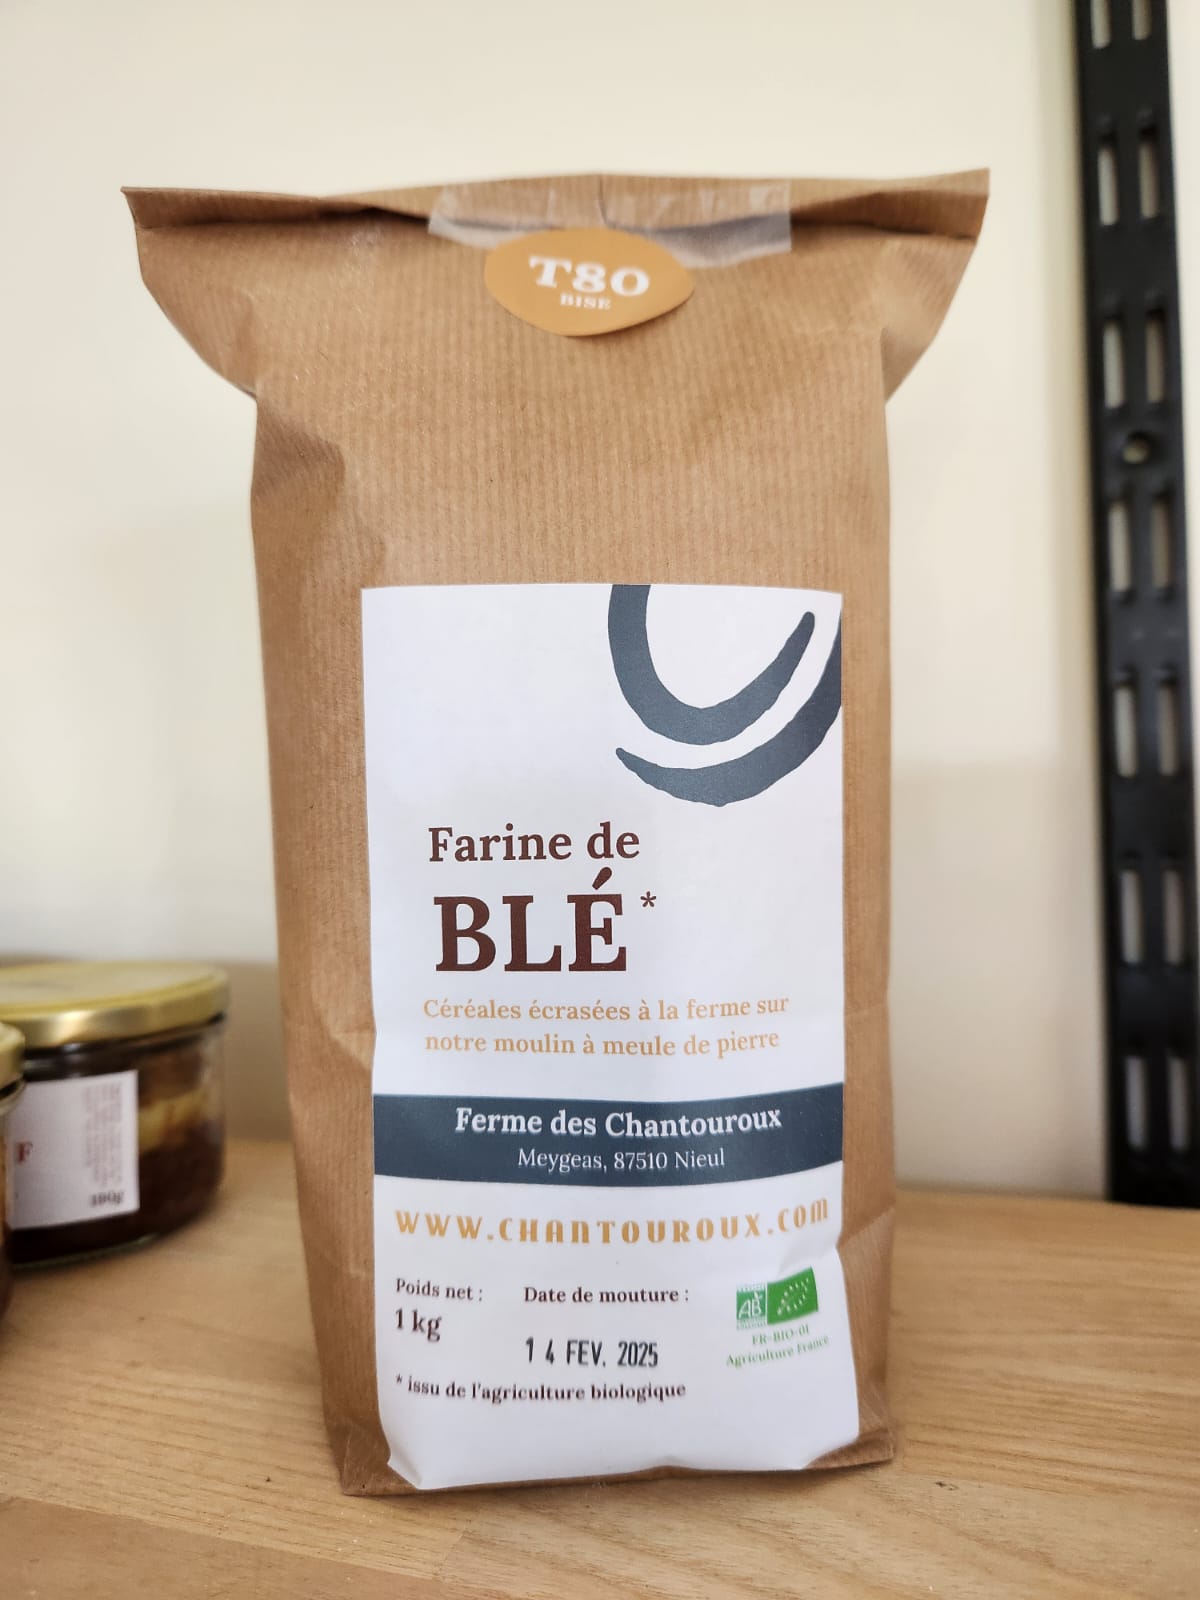 T80
BISE
Farine de
BLÉ*
Céréales écrasées à la ferme sur
notre moulin à meule de pierre
Ferme des Chantouroux
Meygeas, 87510 Nieul
WWW.CHANTOUROUX.COM
Poids net :
1 kg
Date de mouture :
14 FEV. 2025
* issu de l'agriculture biologique
AB
FR-BIO-01
Agriculture France
F